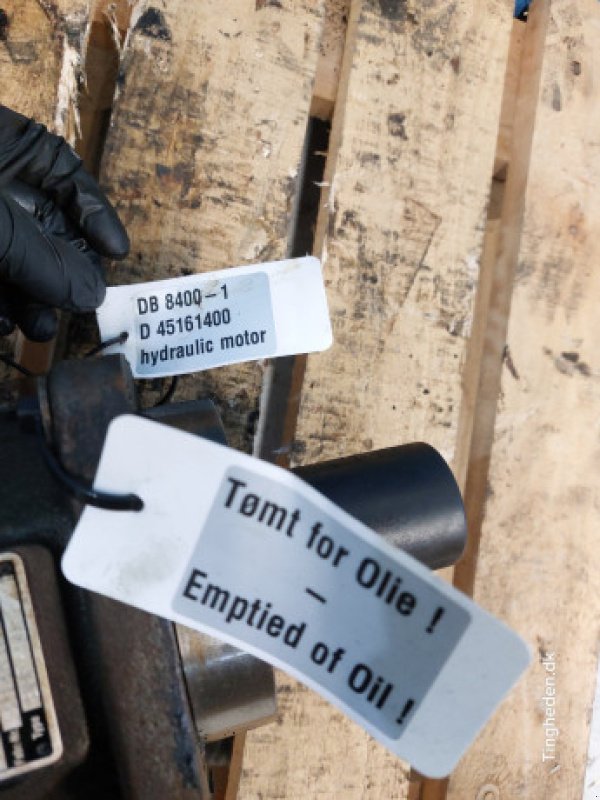 DB 8400-1
D 45161400
hydraulic motor
Tømt for Olie !
–
Emptied of Oil !
Tingheden.dk